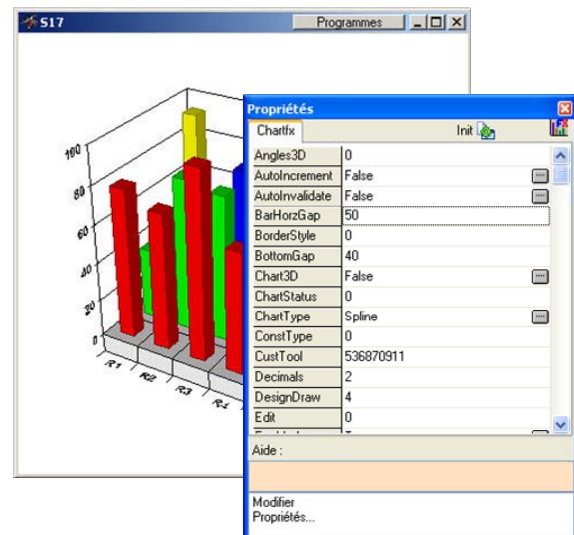 S17 Programmes
100
80
60
40
20
0
R1 R2 R3 R4
Propriétés
Chartfx Init
Angles3D 0
AutoIncrement False
AutoInvalidate False
BarHorzGap 50
BorderStyle 0
BottomGap 40
Chart3D False
ChartStatus 0
ChartType Spline
ConstType 0
CustTool 536870911
Decimals 2
DesignDraw 4
Edit 0
Aide :
Modifier
Propriétés...